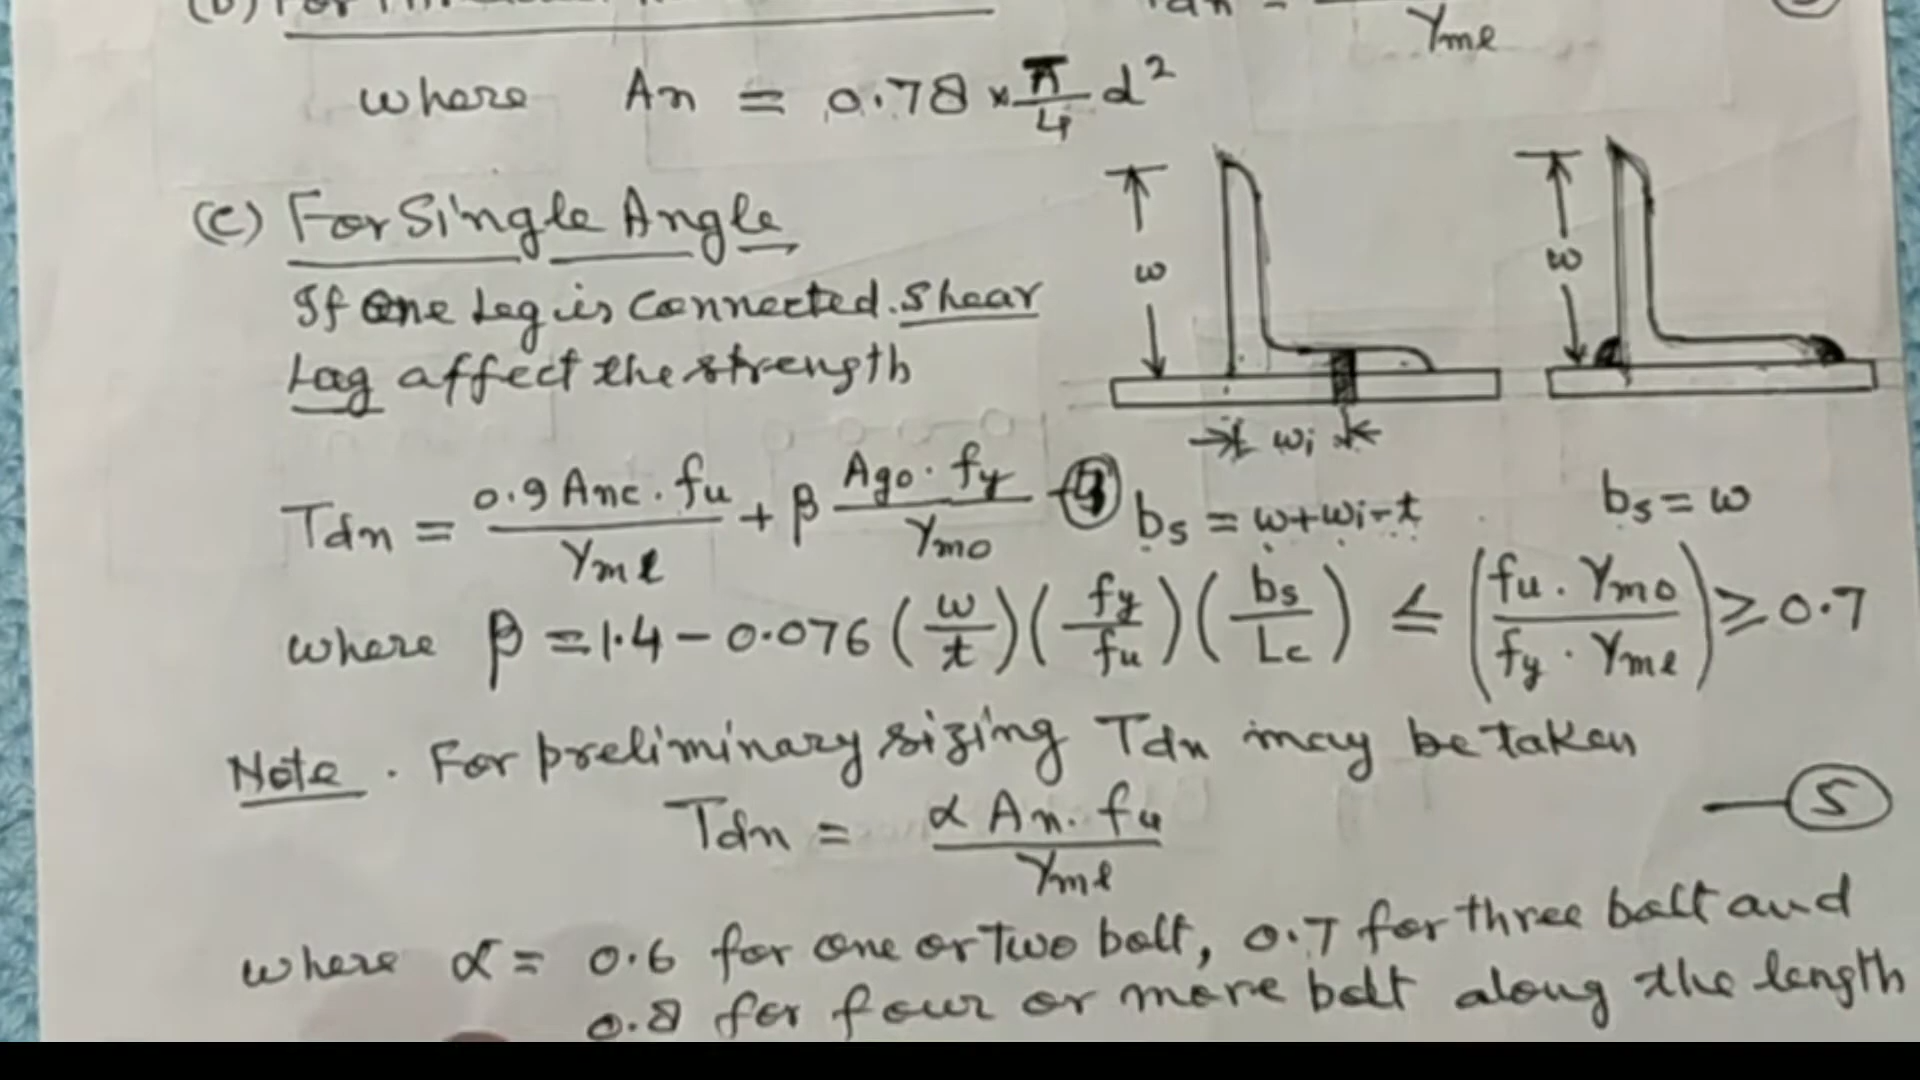 (b) For
Tdn =
γml
where An = 0.78 × π/4 d²
(c) For Single Angle
If one Leg is connected. Shear
Lag affect the strength
w
wi
w
Tdn = 0.9 Anc . fu / γml + β Ago . fy / γmo - 4
bs = w+wi-t
bs = w
where β = 1.4 - 0.076 (w/t) (fy/fu) (bs/Lc) ≤ (fu . γmo / fy . γml) ≥ 0.7
Note . For preliminary sizing Tdn may be taken
Tdn = α An . fu / γml — 5
where α = 0.6 for one or two bolt, 0.7 for three bolt and
0.8 for four or more bolt along the length